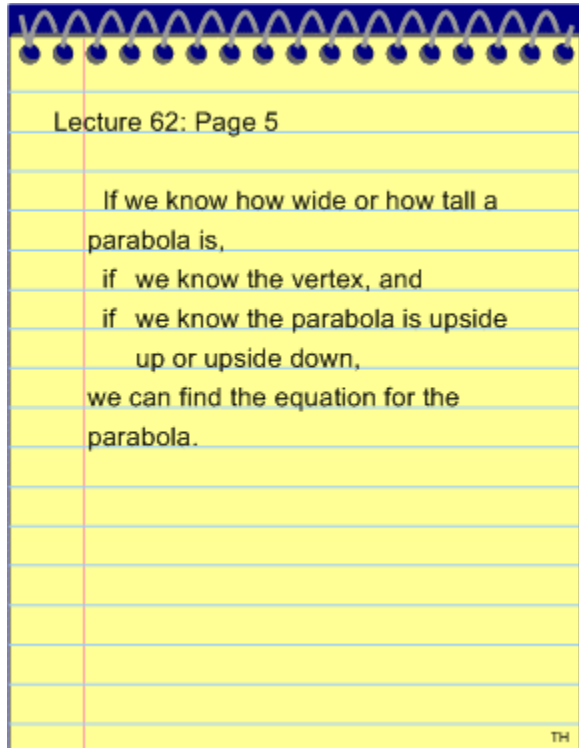 Lecture 62: Page 5
If we know how wide or how tall a
parabola is,
if we know the vertex, and
if we know the parabola is upside
up or upside down,
we can find the equation for the
parabola.
TH